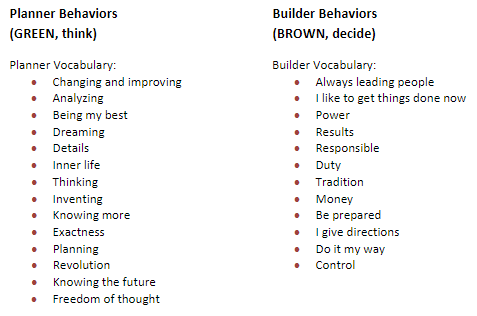 Planner Behaviors
(GREEN, think)
Planner Vocabulary:
• Changing and improving
• Analyzing
• Being my best
• Dreaming
• Details
• Inner life
• Thinking
• Inventing
• Knowing more
• Exactness
• Planning
• Revolution
• Knowing the future
• Freedom of thought
Builder Behaviors
(BROWN, decide)
Builder Vocabulary:
• Always leading people
• I like to get things done now
• Power
• Results
• Responsible
• Duty
• Tradition
• Money
• Be prepared
• I give directions
• Do it my way
• Control